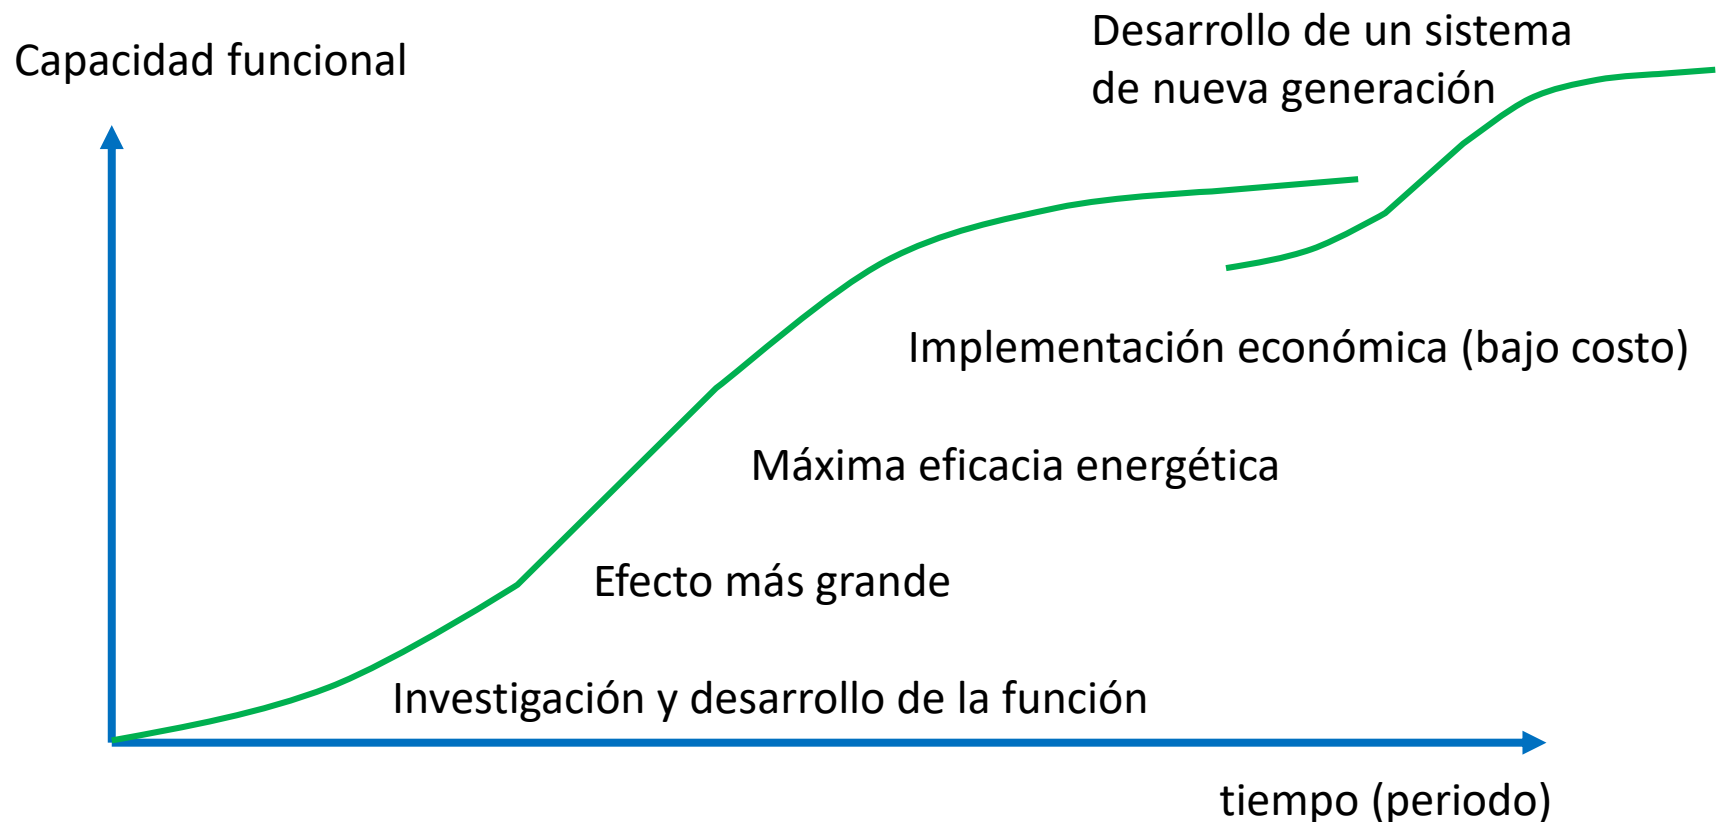 Desarrollo de un sistema
de nueva generación
Capacidad funcional
Implementación económica (bajo costo)
Máxima eficacia energética
Efecto más grande
Investigación y desarrollo de la función
tiempo (periodo)